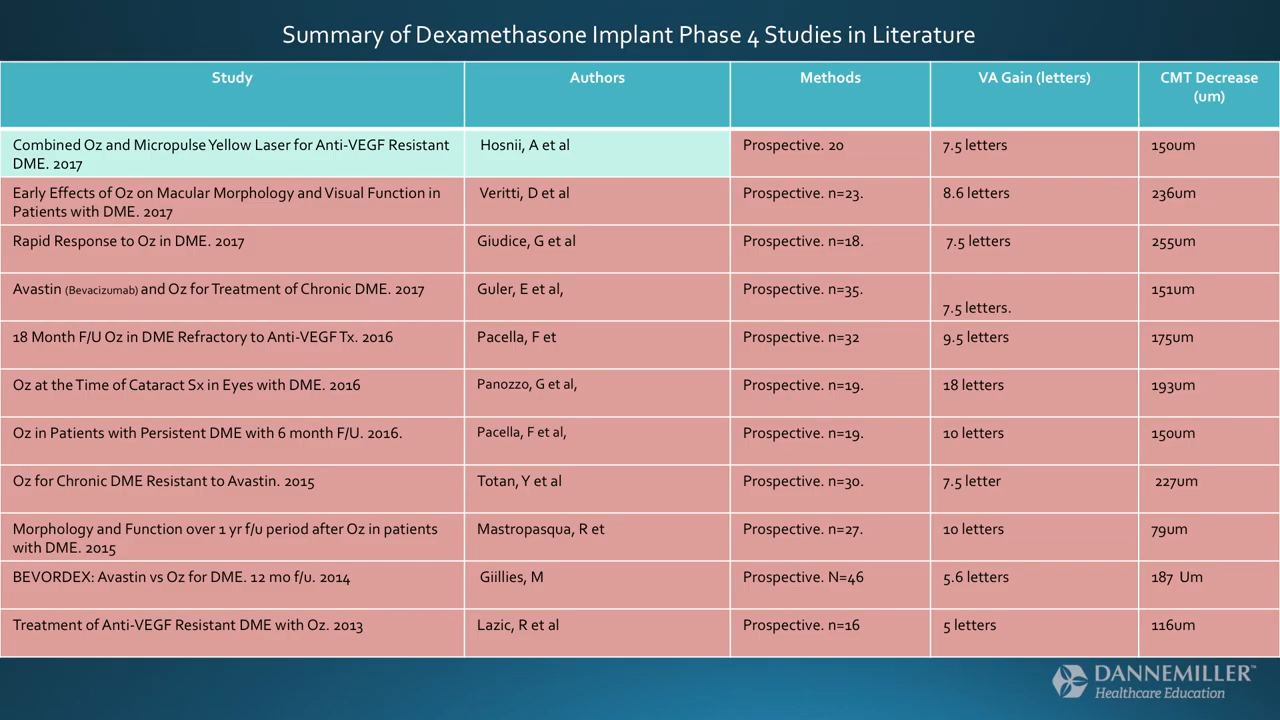 Summary of Dexamethasone Implant Phase 4 Studies in Literature
Study
Authors
Methods
VA Gain (letters)
CMT Decrease
(um)
Combined Oz and Micropulse Yellow Laser for Anti-VEGF Resistant
DME. 2017
Hosnii, A et al
Prospective. 20
7.5 letters
150um
Early Effects of Oz on Macular Morphology and Visual Function in
Patients with DME. 2017
Veritti, D et al
Prospective. n=23.
8.6 letters
236um
Rapid Response to Oz in DME. 2017
Giudice, G et al
Prospective. n=18.
7.5 letters
255um
Avastin (Bevacizumab) and Oz for Treatment of Chronic DME. 2017
Guler, E et al,
Prospective. n=35.
7.5 letters.
151um
18 Month F/U Oz in DME Refractory to Anti-VEGF Tx. 2016
Pacella, F et
Prospective. n=32
9.5 letters
175um
Oz at the Time of Cataract Sx in Eyes with DME. 2016
Panozzo, G et al,
Prospective. n=19.
18 letters
193um
Oz in Patients with Persistent DME with 6 month F/U. 2016.
Pacella, F et al,
Prospective. n=19.
10 letters
150um
Oz for Chronic DME Resistant to Avastin. 2015
Totan, Y et al
Prospective. n=30.
7.5 letter
227um
Morphology and Function over 1 yr f/u period after Oz in patients
with DME. 2015
Mastropasqua, R et
Prospective. n=27.
10 letters
79um
BEVORDEX: Avastin vs Oz for DME. 12 mo f/u. 2014
Giillies, M
Prospective. N=46
5.6 letters
187 Um
Treatment of Anti-VEGF Resistant DME with Oz. 2013
Lazic, R et al
Prospective. n=16
5 letters
116um
DANNEMILLER™
Healthcare Education